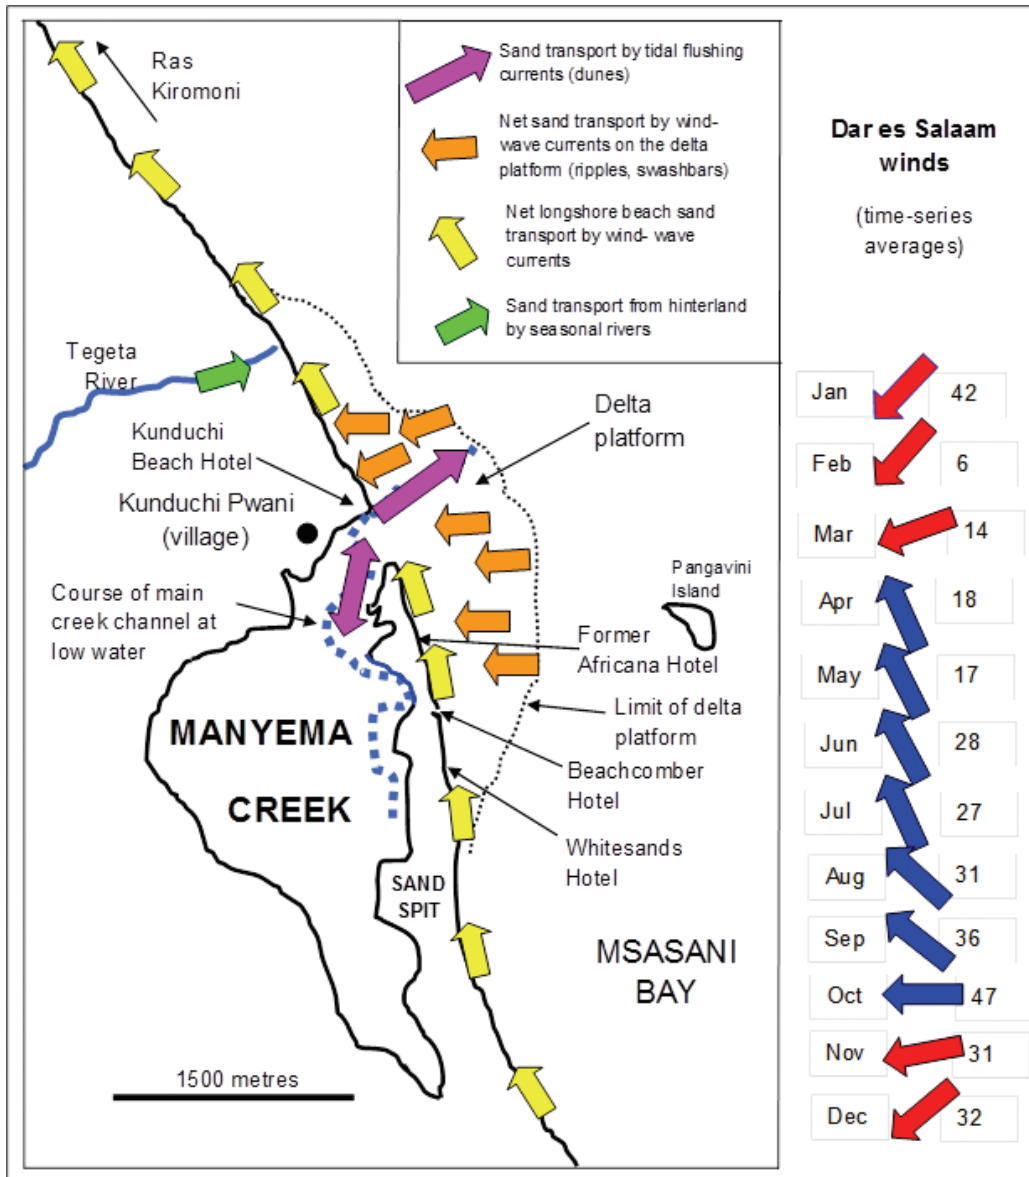 Ras
Kiromoni
Sand transport by tidal flushing
currents (dunes)
Net sand transport by wind-
wave currents on the delta
platform (ripples, swashbars)
Net longshore beach sand
transport by wind- wave
currents
Sand transport from hinterland
by seasonal rivers
Tegeta
River
Kunduchi
Beach Hotel
Delta
platform
Kunduchi Pwani
(village)
Course of main
creek channel at
low water
Pangavini
Island
Former
Africana Hotel
Limit of delta
platform
MANYEMA
CREEK
Beachcomber
Hotel
Whitesands
Hotel
SAND
SPIT
MSASANI
BAY
1500 metres
Dar es Salaam
winds
(time-series
averages)
Jan 42
Feb 6
Mar 14
Apr 18
May 17
Jun 28
Jul 27
Aug 31
Sep 36
Oct 47
Nov 31
Dec 32